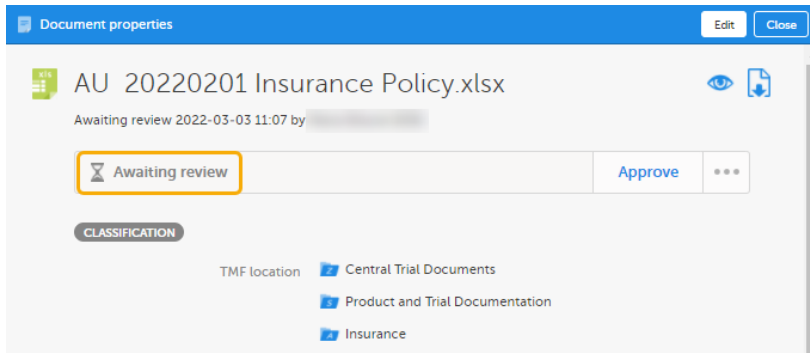 Document properties
Edit
Close
xls
AU 20220201 Insurance Policy.xlsx
Awaiting review 2022-03-03 11:07 by
Awaiting review
Approve
CLASSIFICATION
TMF location
Z Central Trial Documents
S Product and Trial Documentation
A Insurance